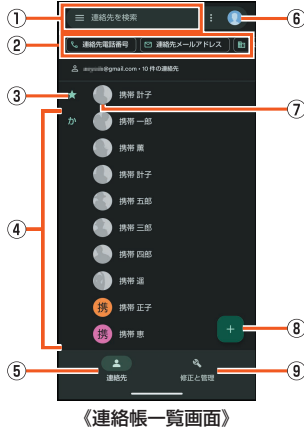 ①
連絡先を検索
⑥
②
連絡先電話番号
連絡先メールアドレス
@gmail.com・10 件の連絡先
③
携帯 計子
か
携帯 一郎
⑦
携帯 薫
携帯 計子
④
携帯 五郎
携帯 三郎
携帯 四郎
携帯 遥
携
携帯 正子
携
携帯 恵
⑧
⑤
連絡先
修正と管理
⑨
《連絡帳一覧画面》